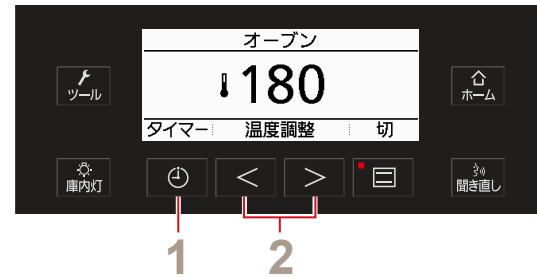 オーブン
ツール
180
ホーム
タイマー 温度調整 切
庫内灯
< >
聞き直し
1 2